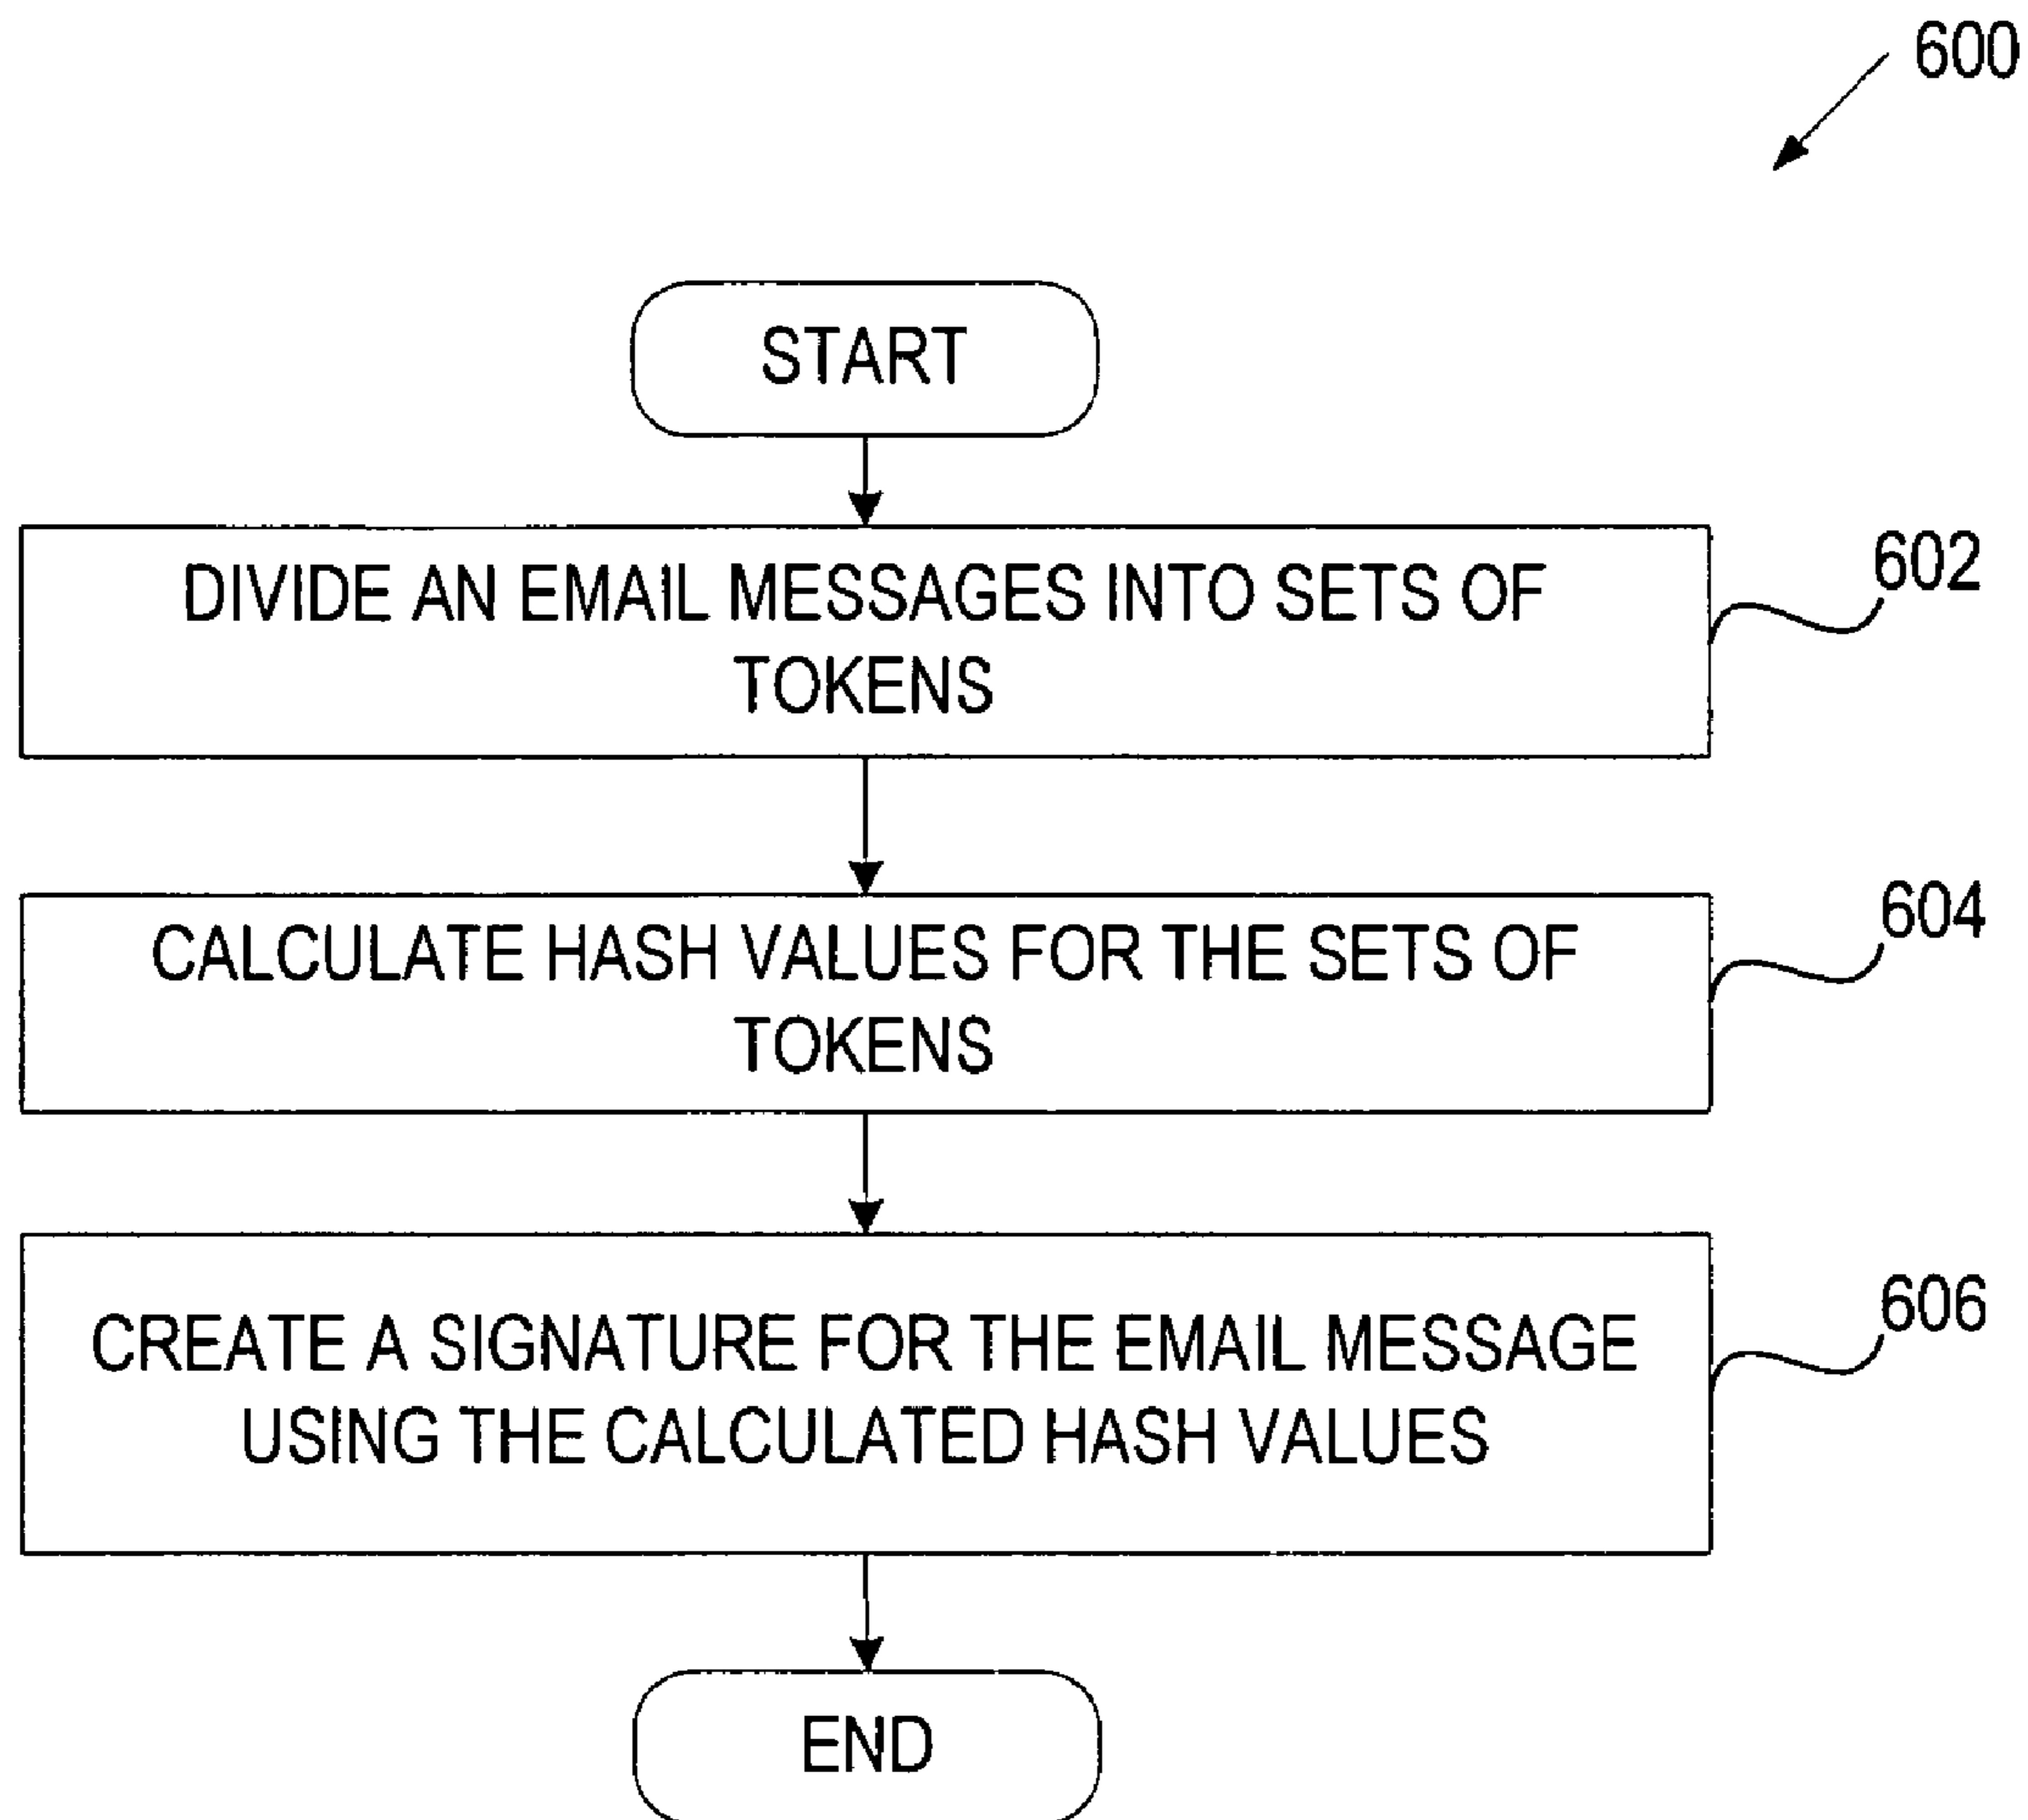 600
START
DIVIDE AN EMAIL MESSAGES INTO SETS OF
TOKENS
602
CALCULATE HASH VALUES FOR THE SETS OF
TOKENS
604
CREATE A SIGNATURE FOR THE EMAIL MESSAGE
USING THE CALCULATED HASH VALUES
606
END